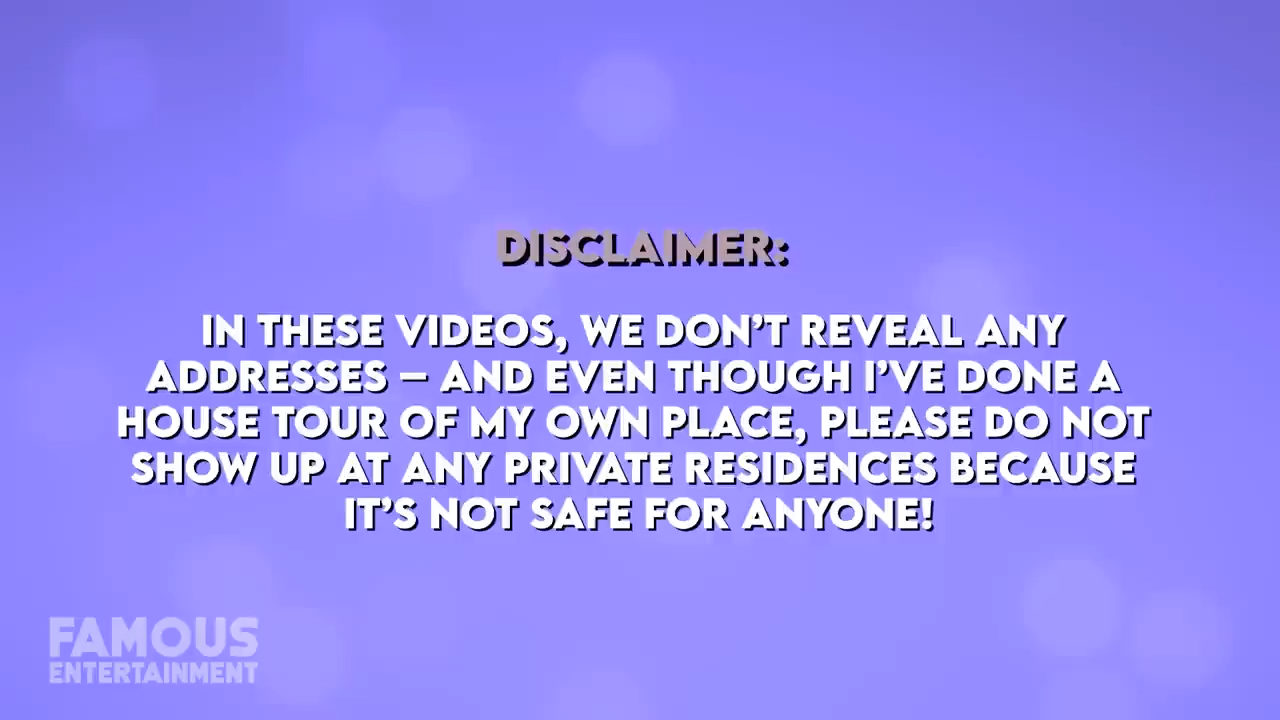 DISCLAIMER:
IN THESE VIDEOS, WE DON'T REVEAL ANY
ADDRESSES – AND EVEN THOUGH I'VE DONE A
HOUSE TOUR OF MY OWN PLACE, PLEASE DO NOT
SHOW UP AT ANY PRIVATE RESIDENCES BECAUSE
IT'S NOT SAFE FOR ANYONE!
FAMOUS
ENTERTAINMENT